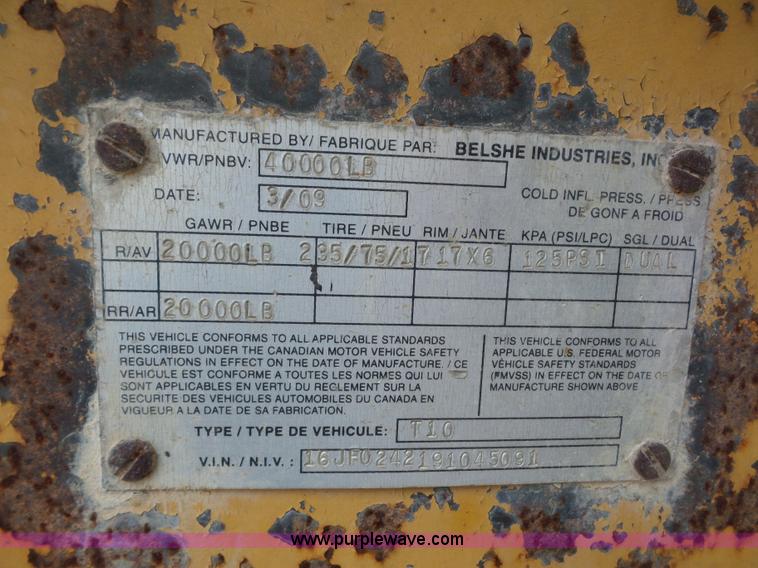 MANUFACTURED BY/ FABRIQUE PAR: BELSHE INDUSTRIES, INC
VWR/PNBV: 40000LB
DATE: 3/09
COLD INFL. PRESS. / PRESS
DE GONF A FROID
GAWR / PNBE TIRE / PNEU RIM / JANTE KPA (PSI/LPC) SGL / DUAL
R/AV 20000LB 235/75/17 17X6 125PSI DUAL
RR/AR 20000LB
THIS VEHICLE CONFORMS TO ALL APPLICABLE STANDARDS
PRESCRIBED UNDER THE CANADIAN MOTOR VEHICLE SAFETY
REGULATIONS IN EFFECT ON THE DATE OF MANUFACTURE. / CE
VEHICULE EST CONFORME A TOUTES LES NORMES QUI LUI
SONT APPLICABLES EN VERTU DU REGLEMENT SUR LA
SECURITE DES VEHICULES AUTOMOBILES DU CANADA EN
VIGUEUR A LA DATE DE SA FABRICATION.
THIS VEHICLE CONFORMS TO ALL
APPLICABLE U.S. FEDERAL MOTOR
VEHICLE SAFETY STANDARDS
(FMVSS) IN EFFECT ON THE DATE OF
MANUFACTURE SHOWN ABOVE
TYPE / TYPE DE VEHICULE: T10
V.I.N. / N.I.V. : 16JF0242191045091
www.purplewave.com